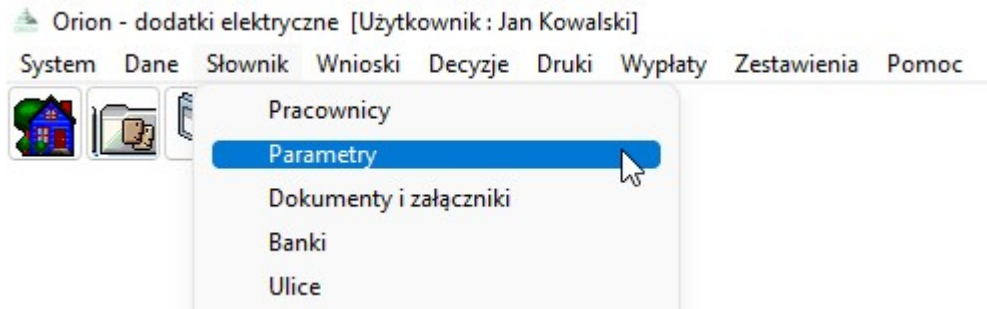 Orion - dodatki elektryczne [Użytkownik : Jan Kowalski]
System Dane Słownik Wnioski Decyzje Druki Wypłaty Zestawienia Pomoc
Pracownicy
Parametry
Dokumenty i załączniki
Banki
Ulice